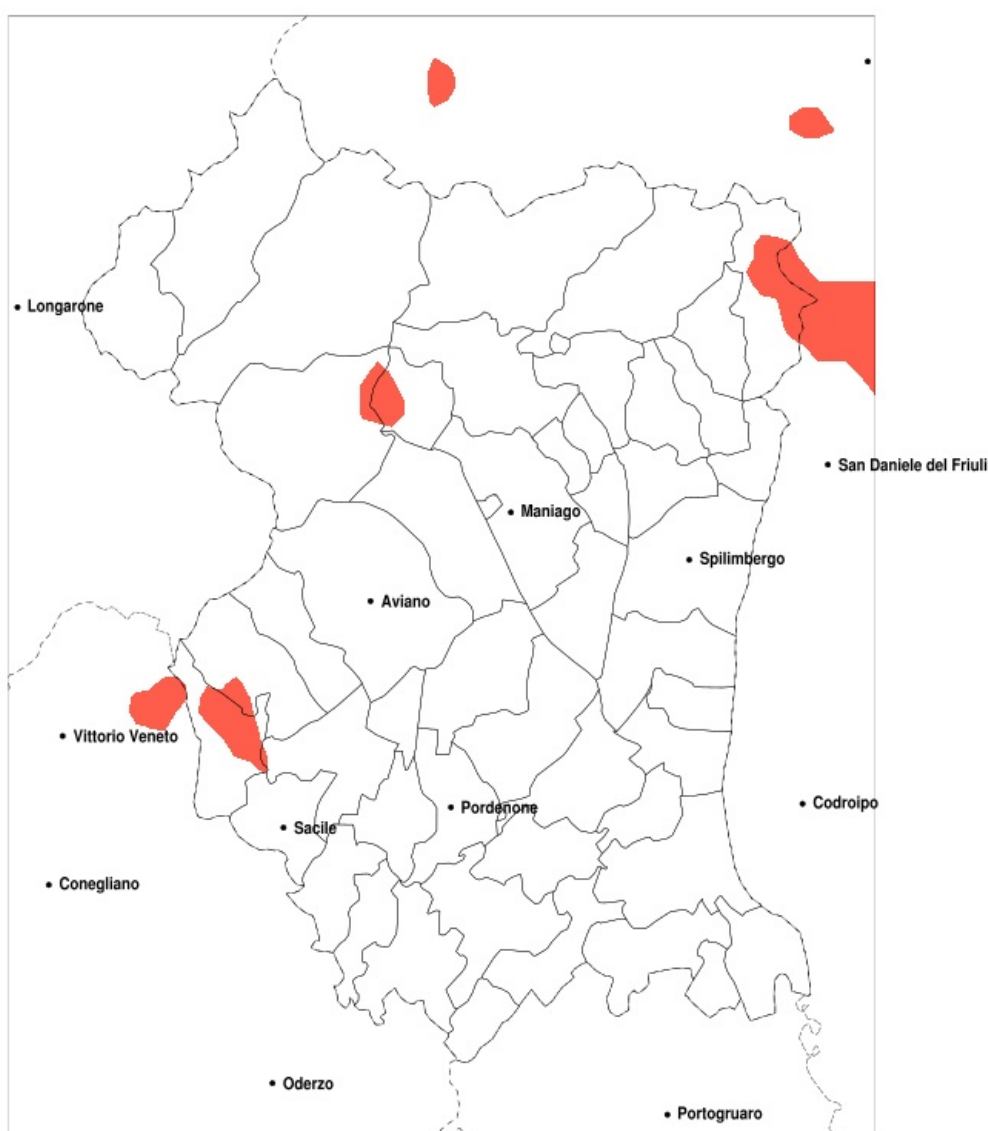 Longarone
San Daniele del Friuli
Maniago
Spilimbergo
Aviano
Vittorio Veneto
Codroipo
Pordenone
Sacile
Conegliano
Oderzo
Portogruaro